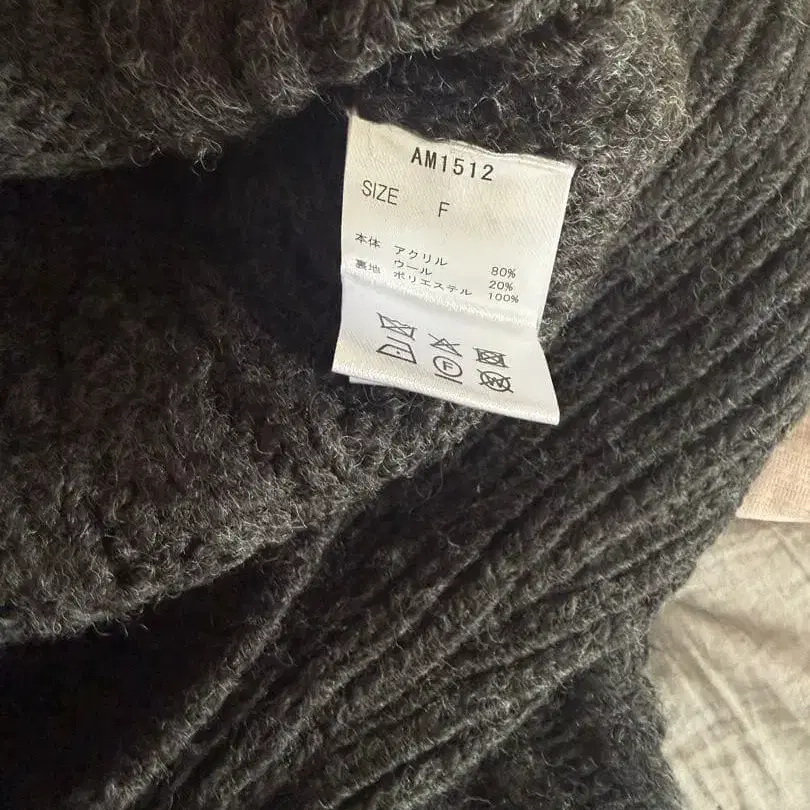 AM1512
SIZE F
本体 アクリル 80%
ウール 20%
裏地 ポリエステル 100%